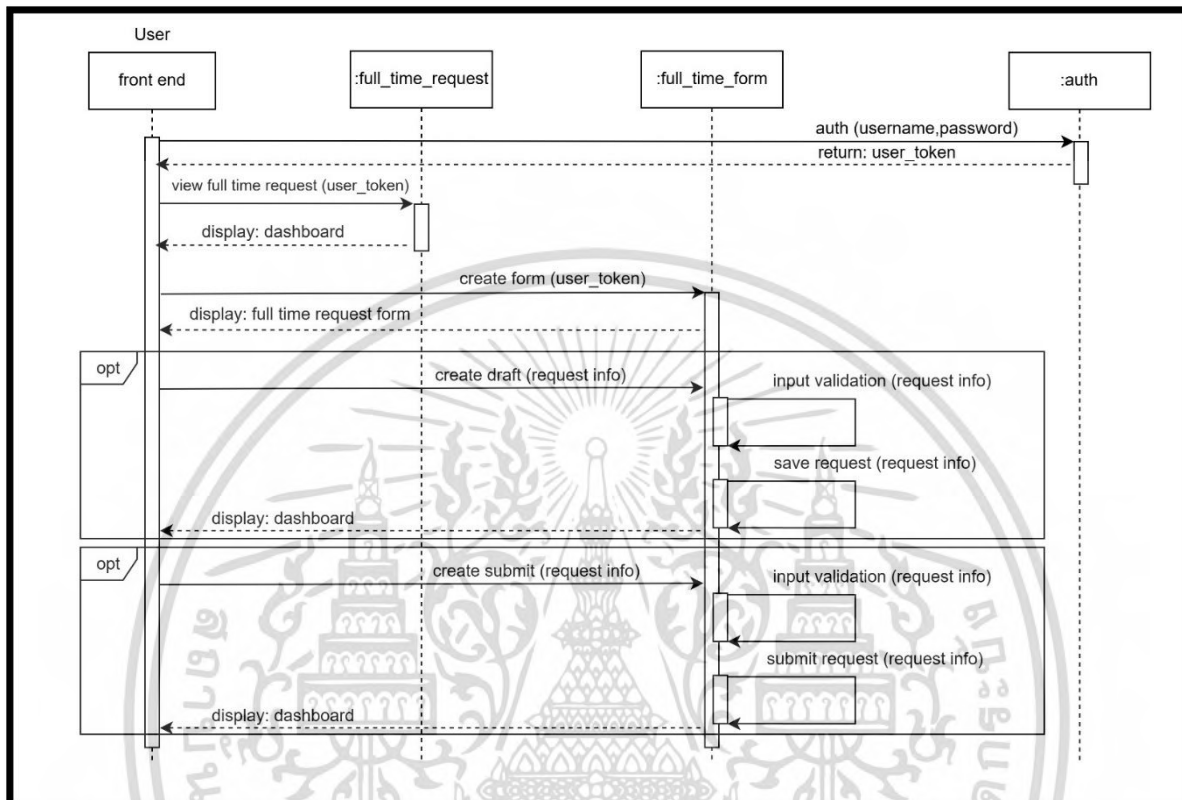 User
front end
:full_time_request
:full_time_form
:auth
auth (username,password)
return: user_token
view full time request (user_token)
display: dashboard
create form (user_token)
display: full time request form
opt
create draft (request info)
input validation (request info)
save request (request info)
display: dashboard
opt
create submit (request info)
input validation (request info)
submit request (request info)
display: dashboard